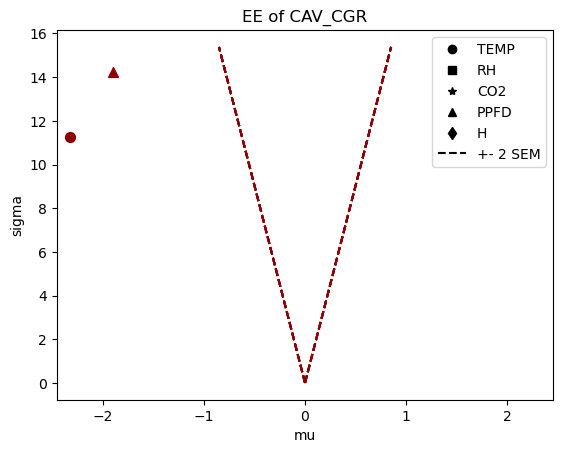 EE of CAV_CGR
16
14
12
10
8
6
4
2
0
sigma
−2
−1
0
1
2
mu
TEMP
RH
CO2
PPFD
H
+- 2 SEM